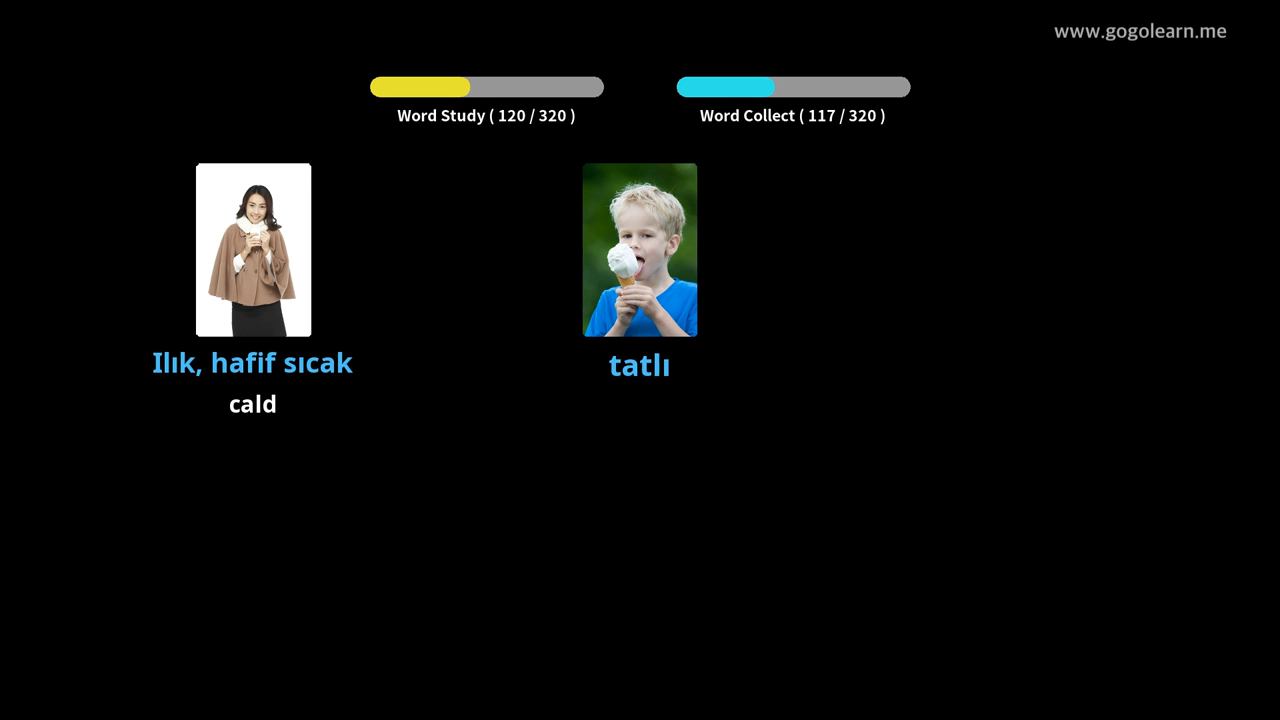 www.gogolearn.me
Word Study ( 120 / 320 )
Word Collect ( 117 / 320 )
Ilık, hafif sıcak
cald
tatlı